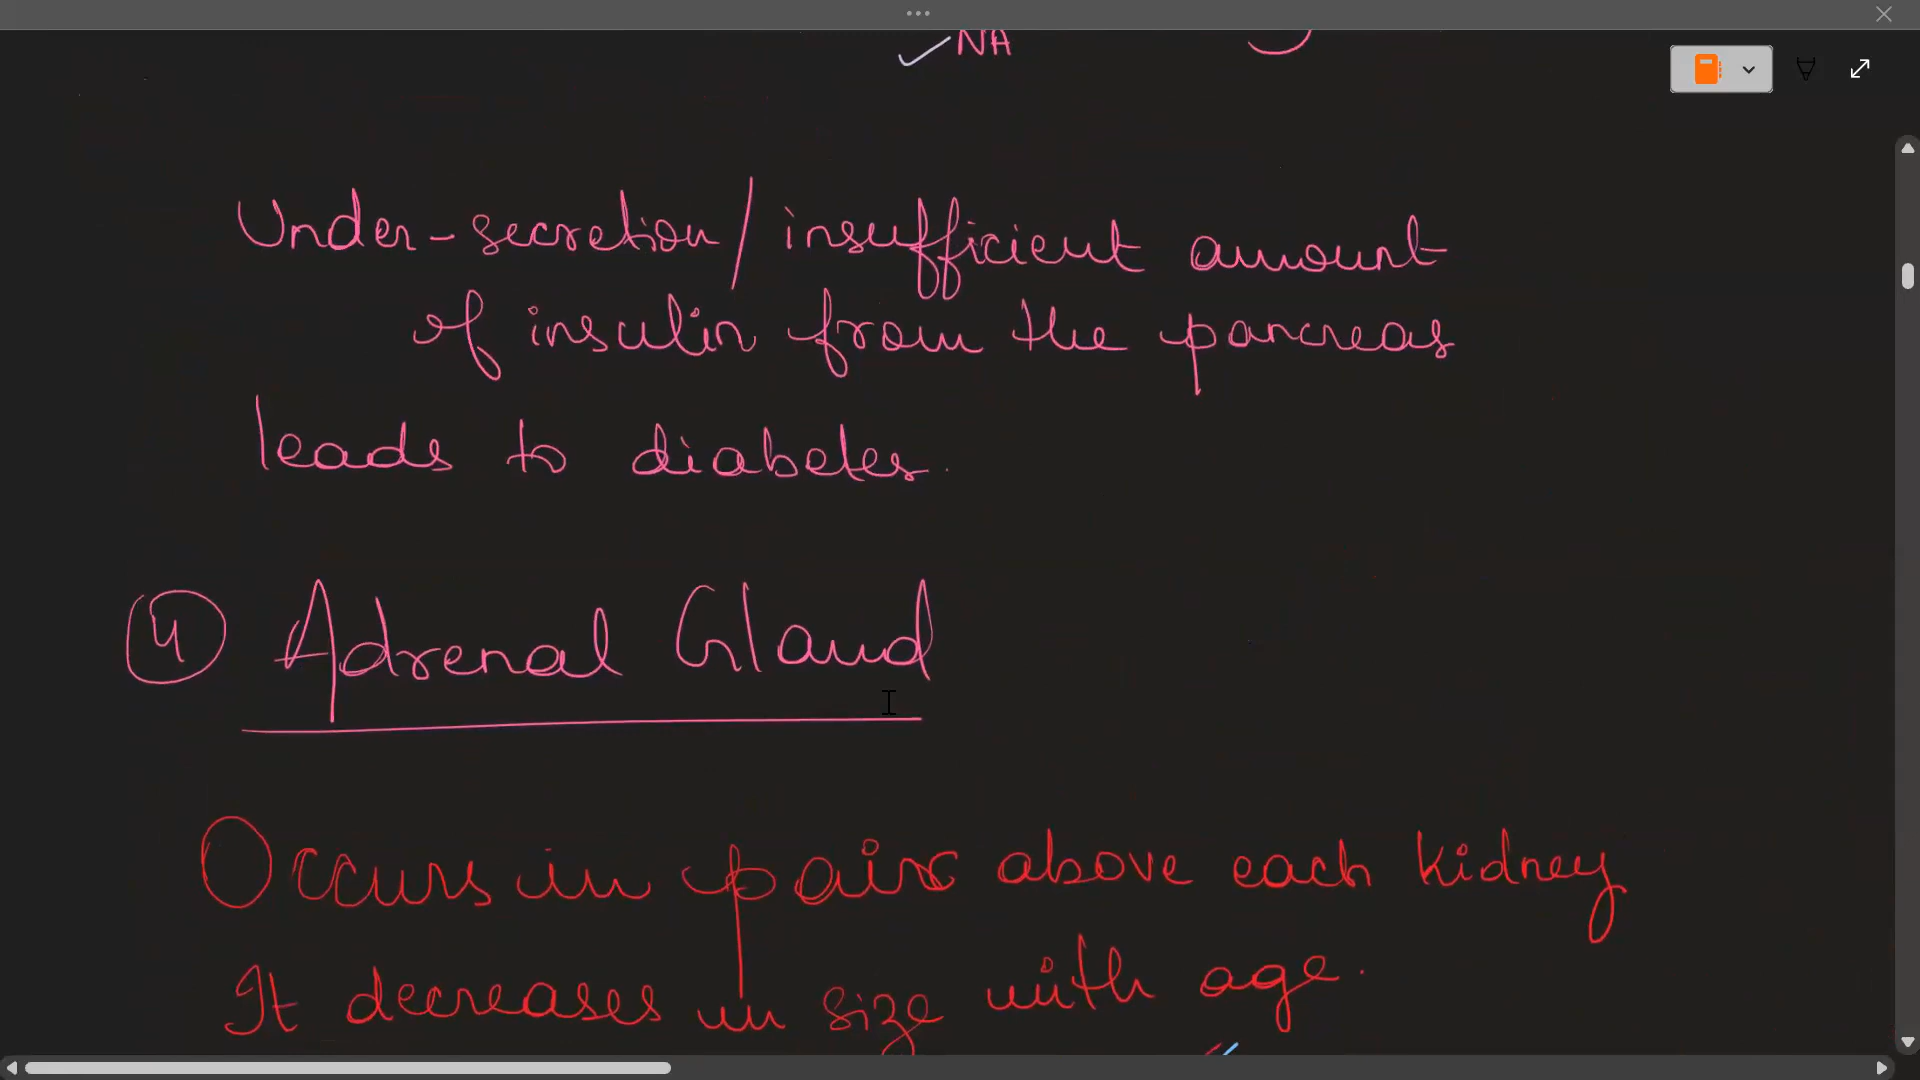 NA
Under-secretion/insufficient amount
of insulin from the pancreas
leads to diabetes.
4 Adrenal Gland
Occurs in pair above each kidney
It decreases in size with age.